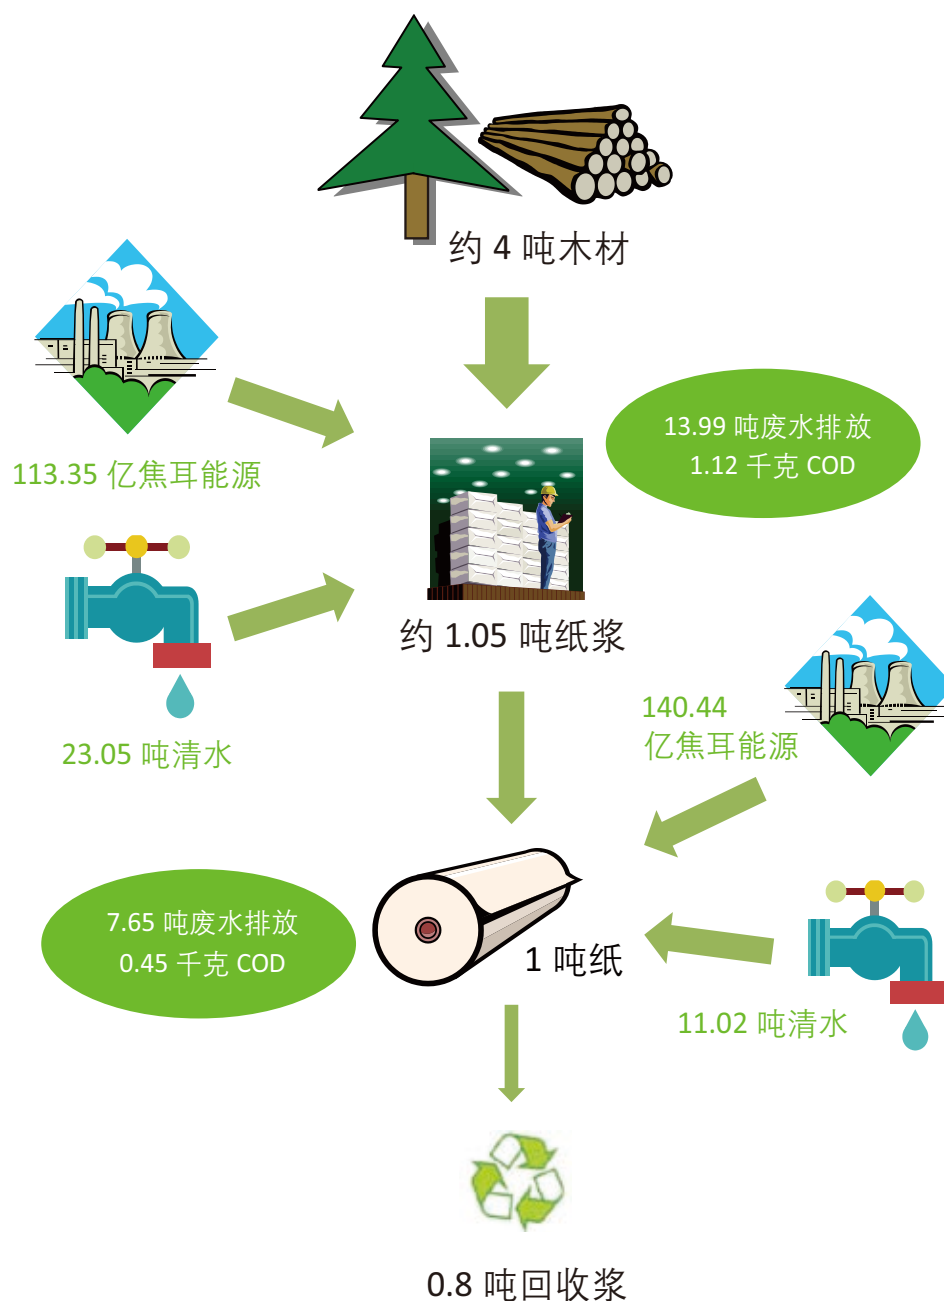 约 4 吨木材
113.35 亿焦耳能源
13.99 吨废水排放
1.12 千克 COD
23.05 吨清水
约 1.05 吨纸浆
140.44
亿焦耳能源
7.65 吨废水排放
0.45 千克 COD
1 吨纸
11.02 吨清水
0.8 吨回收浆